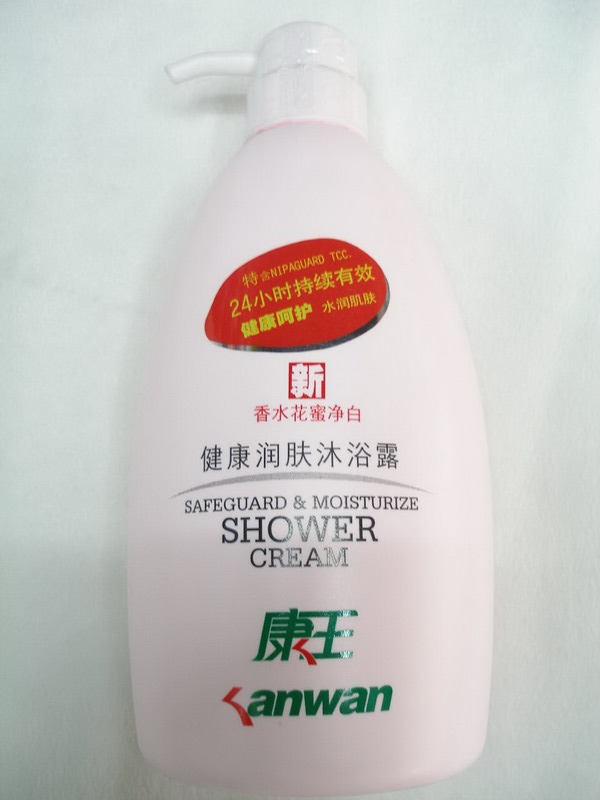 特含NIPAGUARD TCC.
24小时持续有效
健康呵护 水润肌肤
新
香水花蜜净白
健康润肤沐浴露
SAFEGUARD & MOISTURIZE
SHOWER
CREAM
康王
Kanwan